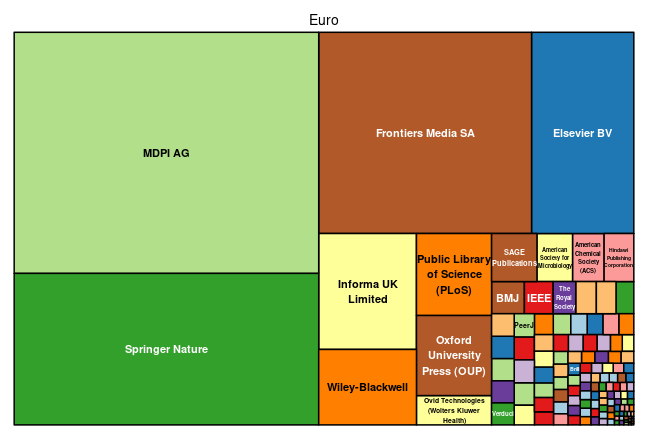 Euro
MDPI AG
Frontiers Media SA
Elsevier BV
Springer Nature
Informa UK
Limited
Wiley-Blackwell
Public Library
of Science
(PLoS)
Oxford
University
Press (OUP)
Ovid Technologies
(Wolters Kluwer
Health)
SAGE
Publications
American
Society for
Microbiology
American
Chemical
Society
(ACS)
Hindawi
Publishing
Corporation
BMJ
IEEE
The
Royal
Society
PeerJ
Verduci